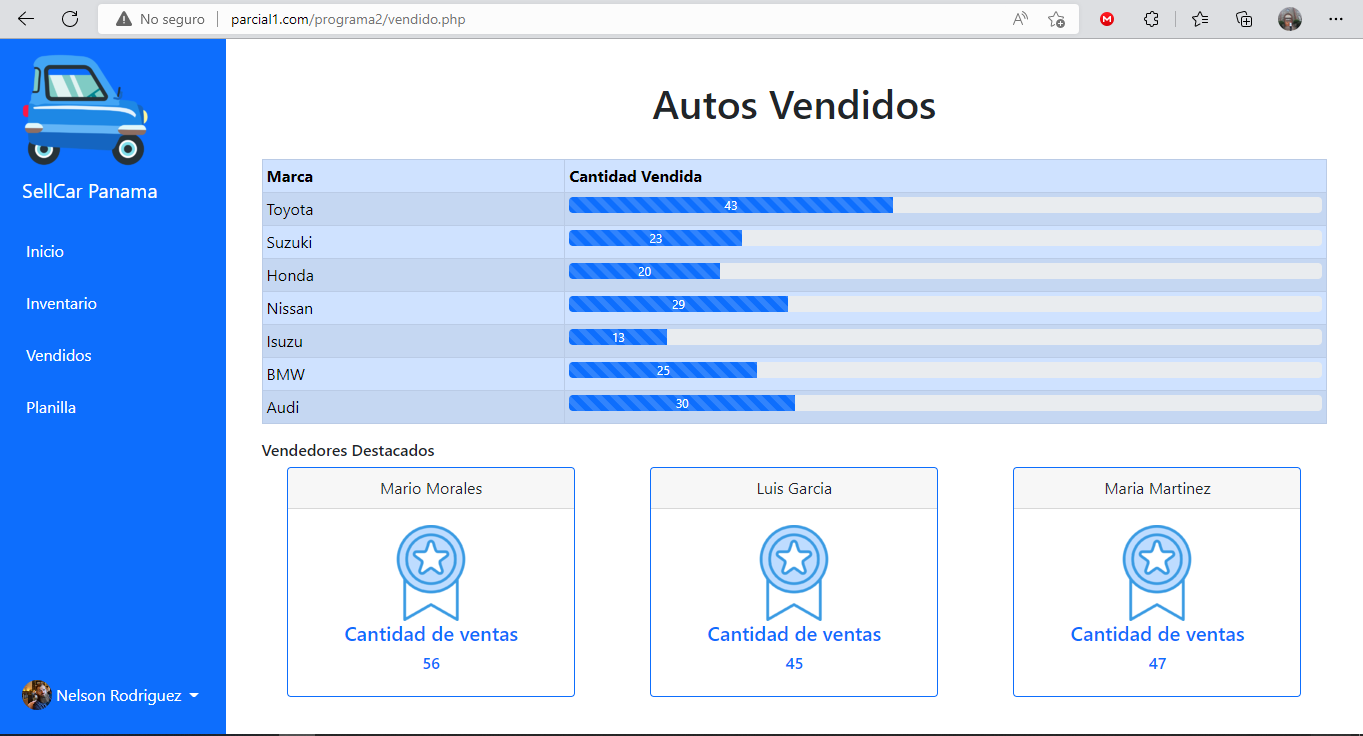 No seguro
parcial1.com/programa2/vendido.php
SellCar Panama
Inicio
Inventario
Vendidos
Planilla
Nelson Rodriguez
Autos Vendidos
Marca Cantidad Vendida
Toyota 43
Suzuki 23
Honda 20
Nissan 29
Isuzu 13
BMW 25
Audi 30
Vendedores Destacados
Mario Morales
Cantidad de ventas
56
Luis Garcia
Cantidad de ventas
45
Maria Martinez
Cantidad de ventas
47